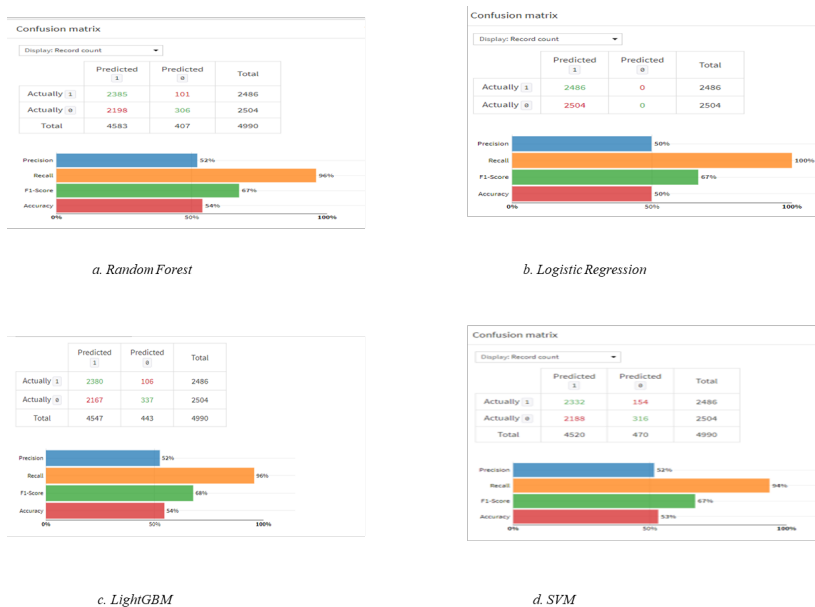 Confusion matrix
Display: Record count
Predicted 1 Predicted 0 Total
Actually 1 2385 101 2486
Actually 0 2198 306 2504
Total 4583 407 4990
Precision 52%
Recall 96%
F1-Score 67%
Accuracy 54%
0% 50% 100%
a. Random Forest
Confusion matrix
Display: Record count
Predicted 1 Predicted 0 Total
Actually 1 2486 0 2486
Actually 0 2504 0 2504
Precision 50%
Recall 100%
F1-Score 67%
Accuracy 50%
0% 50% 100%
b. Logistic Regression
Predicted 1 Predicted 0 Total
Actually 1 2380 106 2486
Actually 0 2167 337 2504
Total 4547 443 4990
Precision 52%
Recall 96%
F1-Score 68%
Accuracy 54%
0% 50% 100%
c. LightGBM
Confusion matrix
Display: Record count
Predicted 1 Predicted 0 Total
Actually 1 2332 154 2486
Actually 0 2188 316 2504
Total 4520 470 4990
Precision 52%
Recall 94%
F1-Score 67%
Accuracy 53%
0% 50% 100%
d. SVM